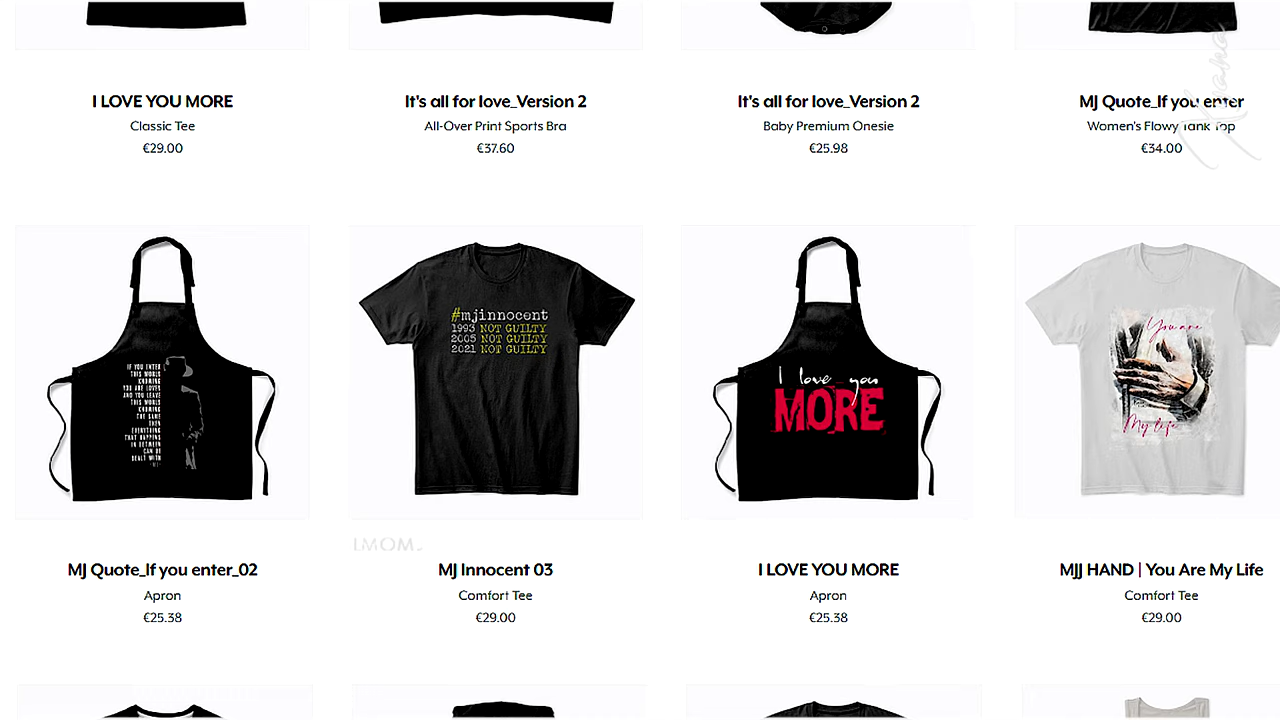 I LOVE YOU MORE
Classic Tee
€29.00
It's all for love_Version 2
All-Over Print Sports Bra
€37.60
It's all for love_Version 2
Baby Premium Onesie
€25.98
MJ Quote_If you enter
Women's Flowy Tank Top
€34.00
IF YOU ENTER
THIS WORLD
KNOWING
YOU ARE LOVED
AND YOU LEAVE
THIS WORLD
KNOWING
THE SAME
THEN
EVERYTHING
THAT HAPPENS
IN BETWEEN
CAN BE
DEALT WITH
-MJ-
#mjinnocent
1993 NOT GUILTY
2005 NOT GUILTY
2021 NOT GUILTY
I love you
MORE
You are
My life
LMOM
MJ Quote_If you enter_02
Apron
€25.38
MJ Innocent 03
Comfort Tee
€29.00
I LOVE YOU MORE
Apron
€25.38
MJJ HAND | You Are My Life
Comfort Tee
€29.00